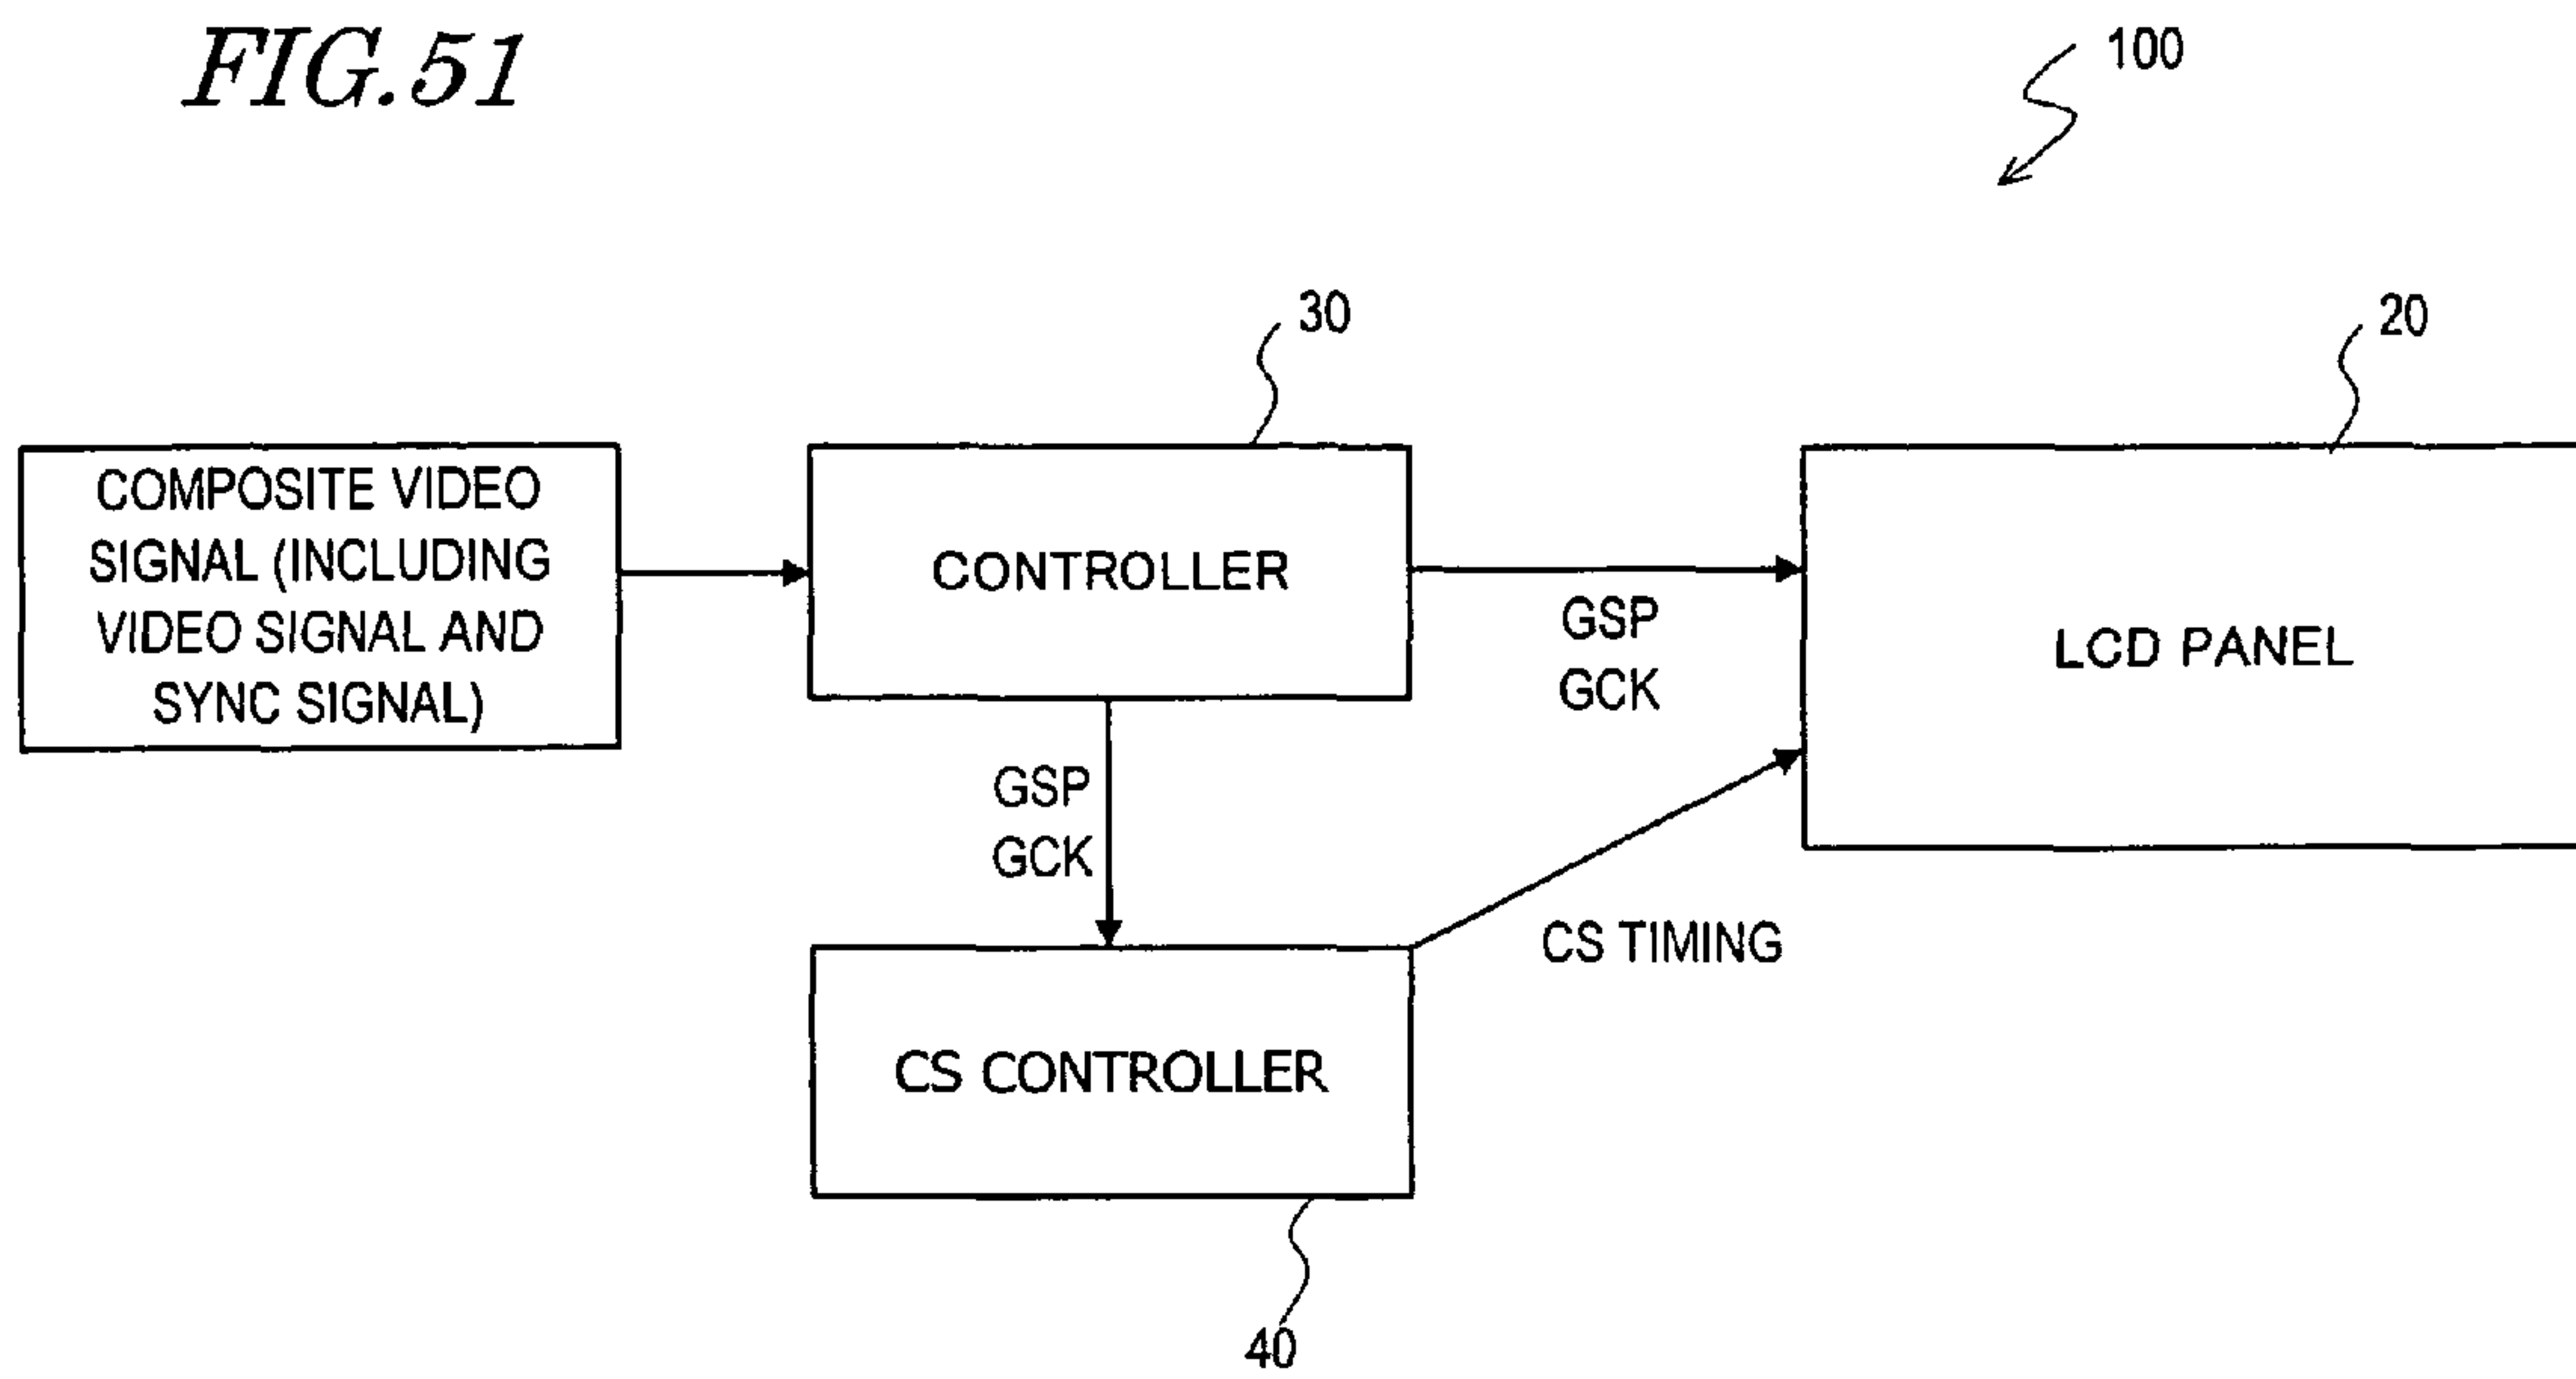 FIG.51
100
30
20
COMPOSITE VIDEO
SIGNAL (INCLUDING
VIDEO SIGNAL AND
SYNC SIGNAL)
CONTROLLER
GSP
GCK
LCD PANEL
GSP
GCK
CS TIMING
CS CONTROLLER
40